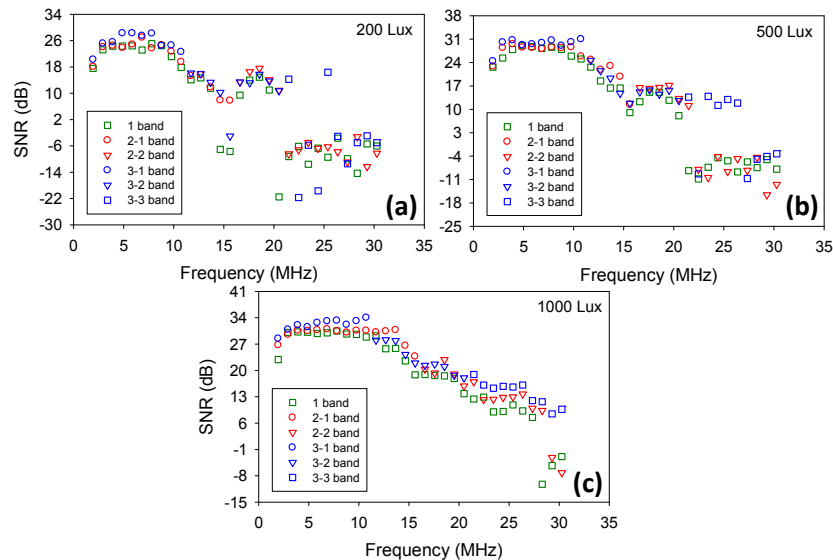 200 Lux
SNR (dB)
34
26
18
10
2
-6
-14
-22
-30
1 band
2-1 band
2-2 band
3-1 band
3-2 band
3-3 band
(a)
0 5 10 15 20 25 30 35
Frequency (MHz)
500 Lux
SNR (dB)
38
31
24
17
10
3
-4
-11
-18
-25
1 band
2-1 band
2-2 band
3-1 band
3-2 band
3-3 band
(b)
0 5 10 15 20 25 30 35
Frequency (MHz)
1000 Lux
SNR (dB)
41
34
27
20
13
6
-1
-8
-15
1 band
2-1 band
2-2 band
3-1 band
3-2 band
3-3 band
(c)
0 5 10 15 20 25 30 35
Frequency (MHz)